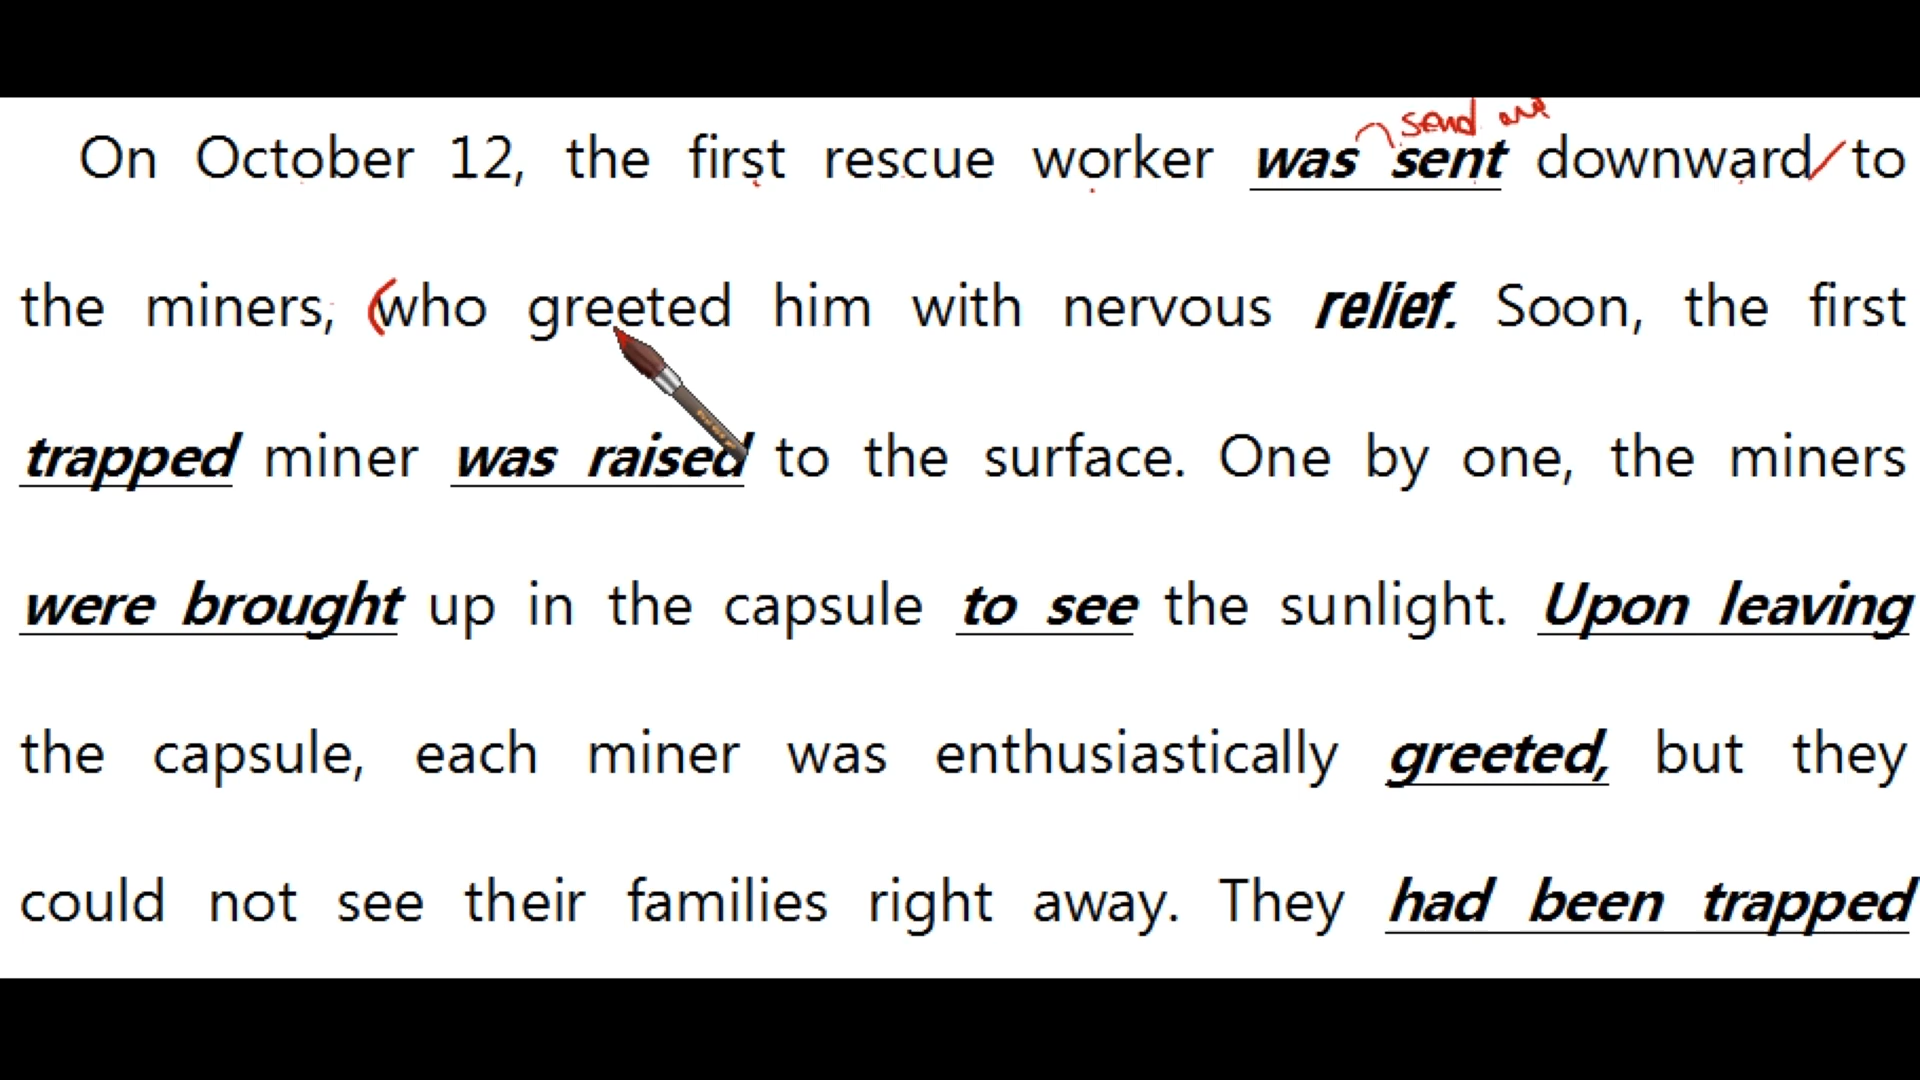 send
On October 12, the first rescue worker was sent downward to
the miners, who greeted him with nervous relief. Soon, the first
trapped miner was raised to the surface. One by one, the miners
were brought up in the capsule to see the sunlight. Upon leaving
the capsule, each miner was enthusiastically greeted, but they
could not see their families right away. They had been trapped